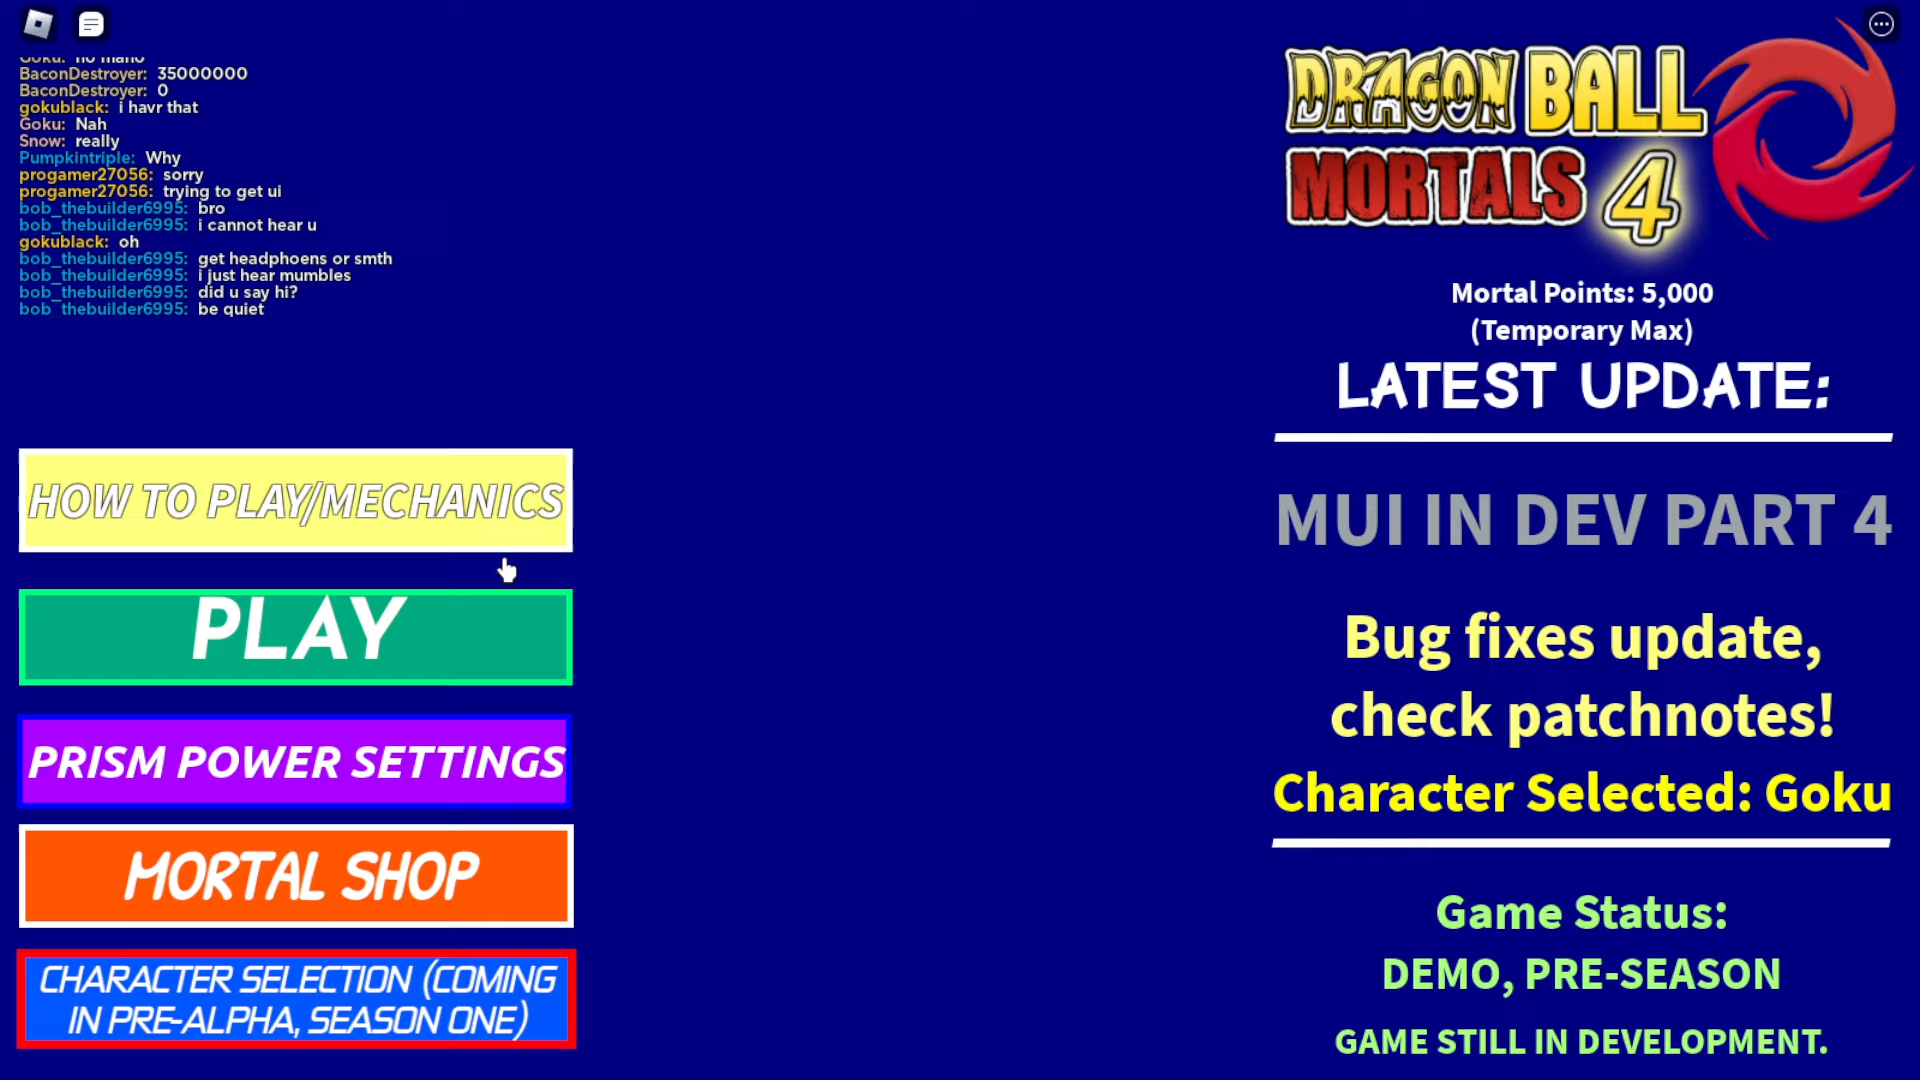 Goku: no mano
BaconDestroyer: 35000000
BaconDestroyer: 0
gokublack: i havr that
Goku: Nah
Snow: really
Pumpkintriple: Why
progamer27056: sorry
progamer27056: trying to get ui
bob_thebuilder6995: bro
bob_thebuilder6995: i cannot hear u
gokublack: oh
bob_thebuilder6995: get headphoens or smth
bob_thebuilder6995: i just hear mumbles
bob_thebuilder6995: did u say hi?
bob_thebuilder6995: be quiet
HOW TO PLAY/MECHANICS
PLAY
PRISM POWER SETTINGS
MORTAL SHOP
CHARACTER SELECTION (COMING
IN PRE-ALPHA, SEASON ONE)
DRAGON BALL
MORTALS 4
Mortal Points: 5,000
(Temporary Max)
LATEST UPDATE:
MUI IN DEV PART 4
Bug fixes update,
check patchnotes!
Character Selected: Goku
Game Status:
DEMO, PRE-SEASON
GAME STILL IN DEVELOPMENT.